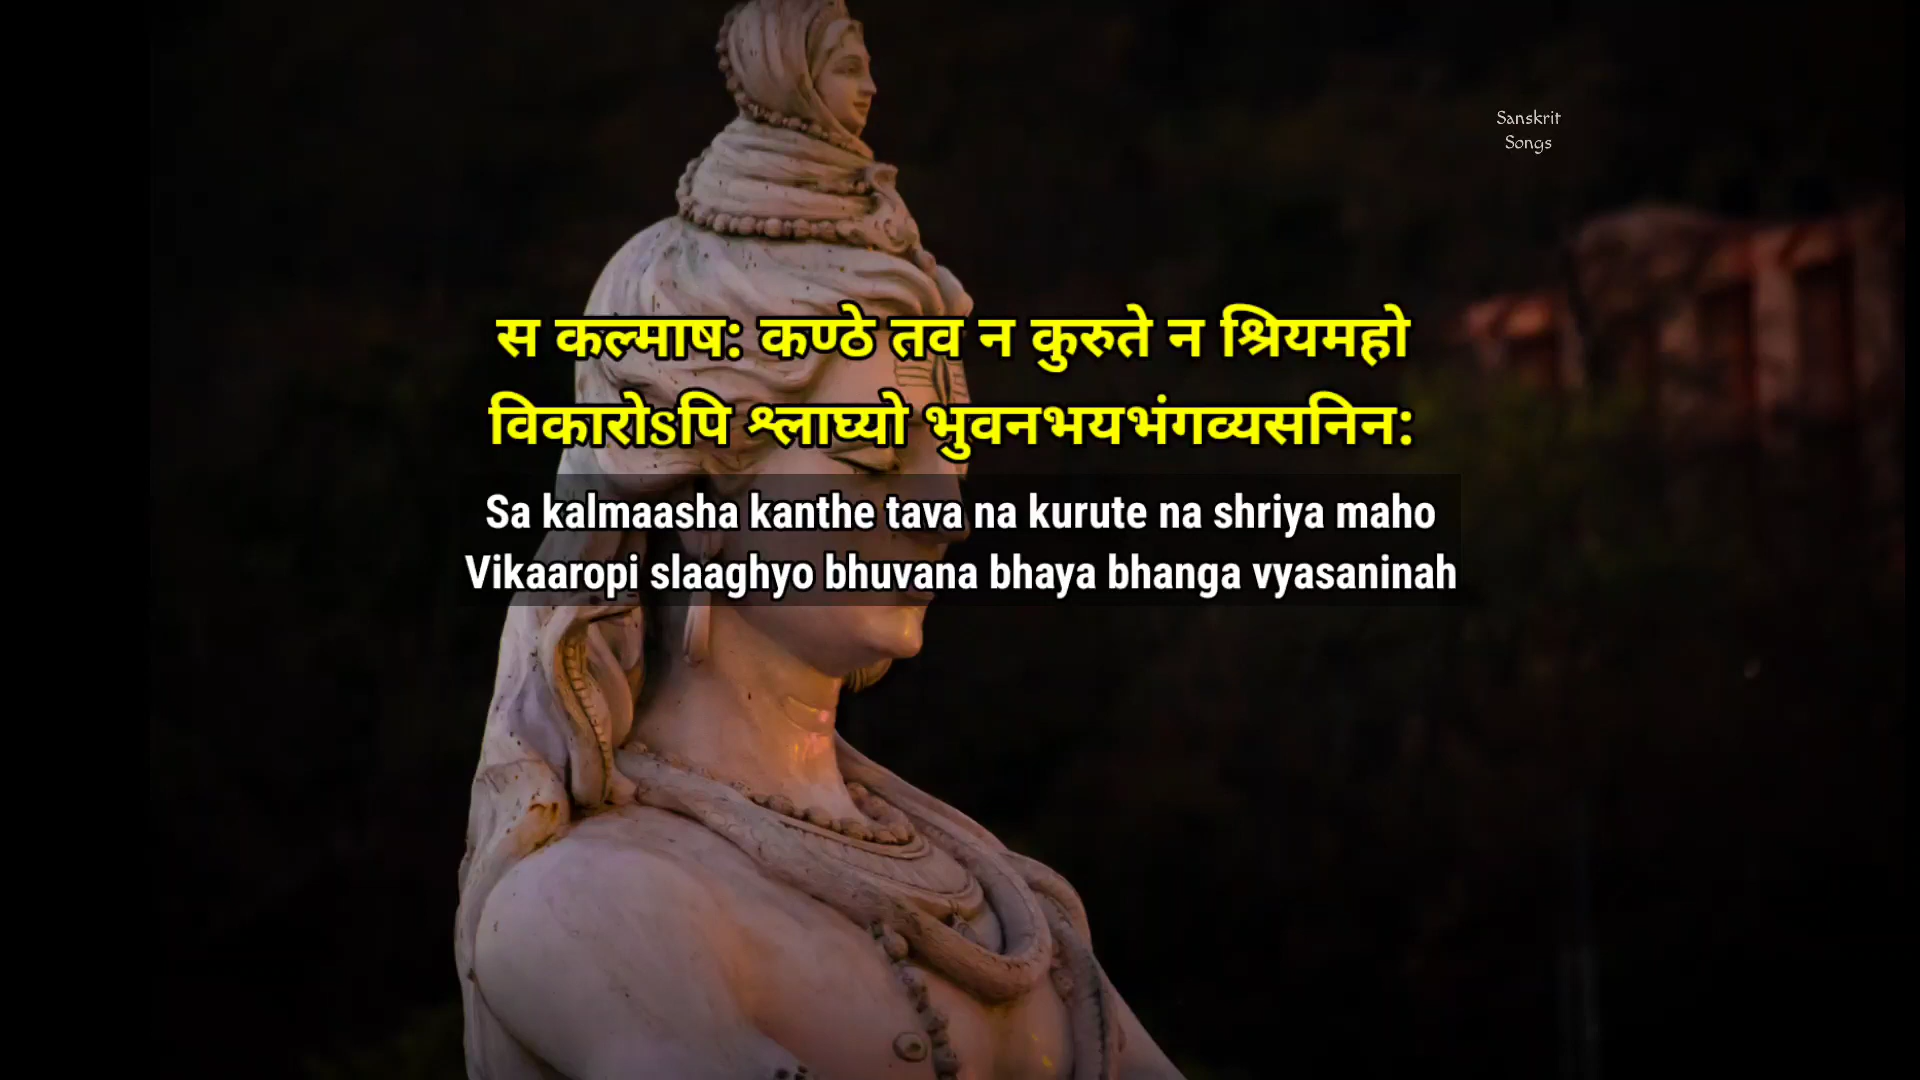 Sanskrit
Songs
स कल्माष: कण्ठे तव न कुरुते न श्रियमहो
विकारोsपि श्लाघ्यो भुवनभयभंगव्यसनिन:
Sa kalmaasha kanthe tava na kurute na shriya maho
Vikaaropi slaaghyo bhuvana bhaya bhanga vyasaninah